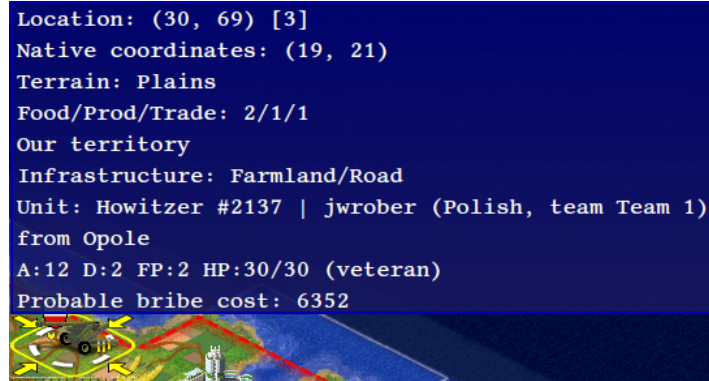 Location: (30, 69) [3]
Native coordinates: (19, 21)
Terrain: Plains
Food/Prod/Trade: 2/1/1
Our territory
Infrastructure: Farmland/Road
Unit: Howitzer #2137 | jwrober (Polish, team Team 1)
from Opole
A:12 D:2 FP:2 HP:30/30 (veteran)
Probable bribe cost: 6352